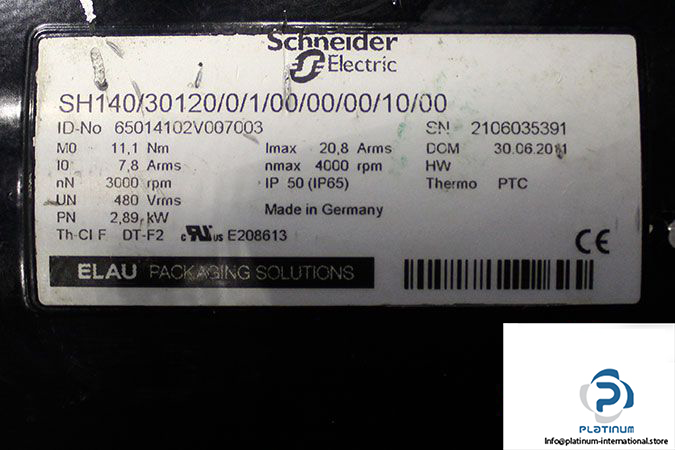 Schneider
Electric
SH140/30120/0/1/00/00/00/10/00
ID-No 65014102V007003 SN 2106035391
M0 11,1 Nm Imax 20,8 Arms DOM 30.06.2011
I0 7,8 Arms nmax 4000 rpm HW
nN 3000 rpm IP 50 (IP65) Thermo PTC
UN 480 Vrms
PN 2,89 kW Made in Germany
Th-Cl F DT-F2 c RU us E208613
CE
ELAU PACKAGING SOLUTIONS
PLATINUM
Info@platinum-international.store